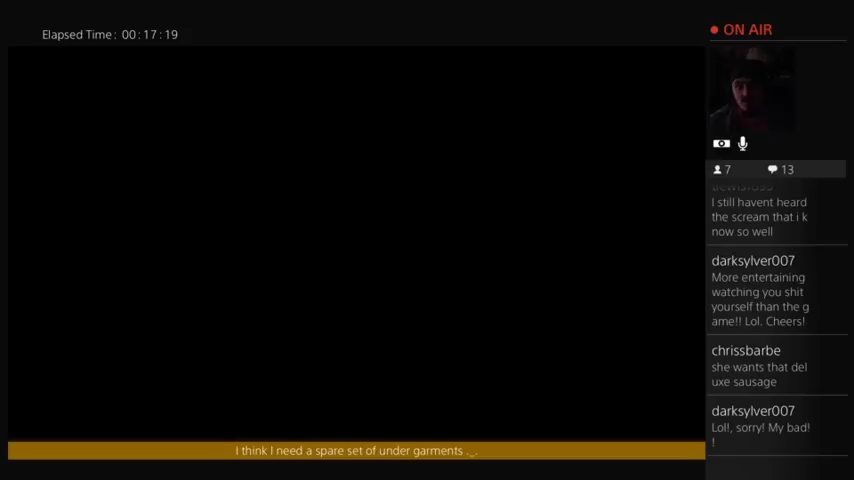 Elapsed Time: 00:17:19
ON AIR
7
13
I still havent heard
the scream that i k
now so well
darksylver007
More entertaining
watching you shit
yourself than the g
ame!! Lol. Cheers!
chrissbarbe
she wants that del
uxe sausage
darksylver007
Lol!, sorry! My bad!
!
I think I need a spare set of under garments ._.